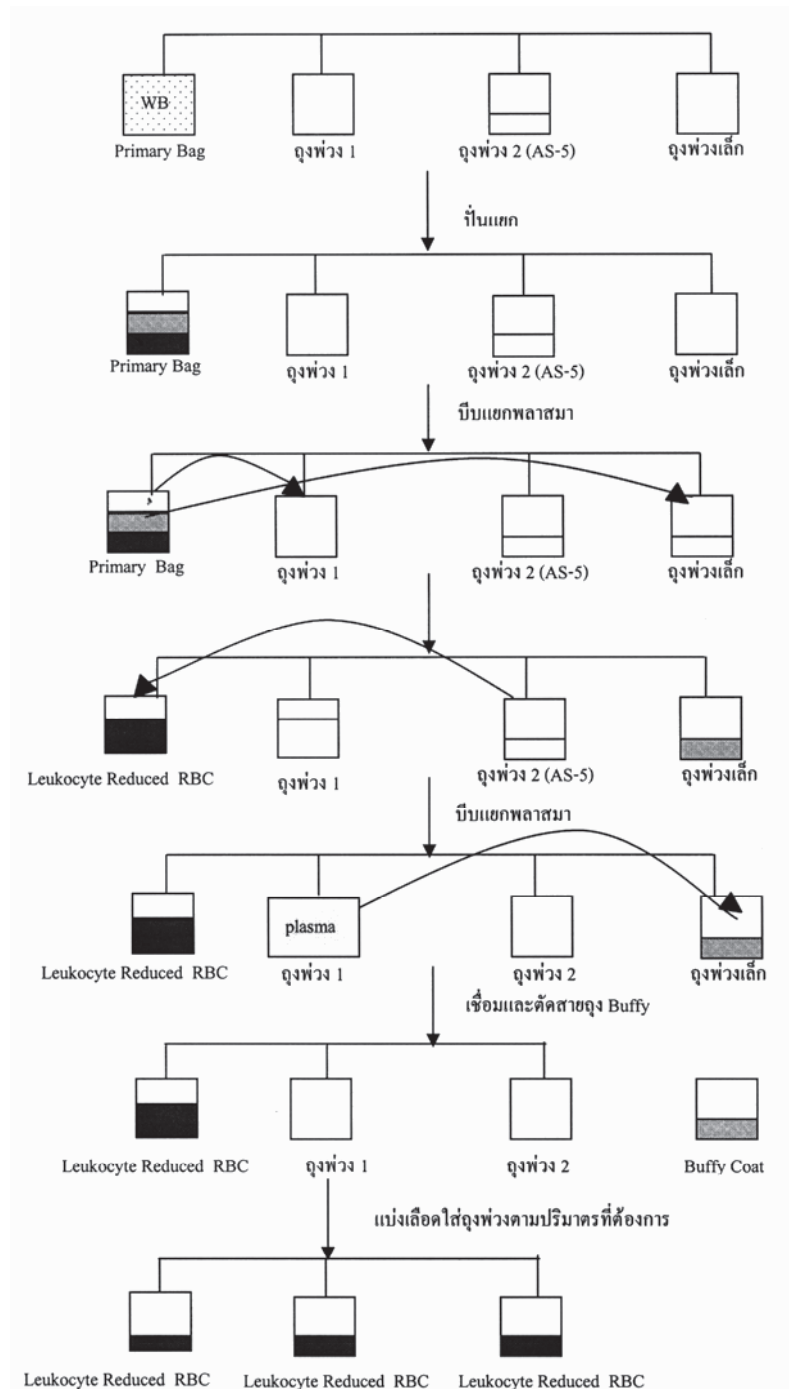 WB
Primary Bag ถุงพ่วง 1 ถุงพ่วง 2 (AS-5) ถุงพ่วงเล็ก
ปั่นแยก
Primary Bag ถุงพ่วง 1 ถุงพ่วง 2 (AS-5) ถุงพ่วงเล็ก
บีบแยกพลาสมา
Primary Bag ถุงพ่วง 1 ถุงพ่วง 2 (AS-5) ถุงพ่วงเล็ก
Leukocyte Reduced RBC ถุงพ่วง 1 ถุงพ่วง 2 (AS-5) ถุงพ่วงเล็ก
บีบแยกพลาสมา
plasma
Leukocyte Reduced RBC ถุงพ่วง 1 ถุงพ่วง 2 ถุงพ่วงเล็ก
เชื่อมและตัดสายถุง Buffy
Leukocyte Reduced RBC ถุงพ่วง 1 ถุงพ่วง 2 Buffy Coat
แบ่งเลือดใส่ถุงพ่วงตามปริมาตรที่ต้องการ
Leukocyte Reduced RBC Leukocyte Reduced RBC Leukocyte Reduced RBC